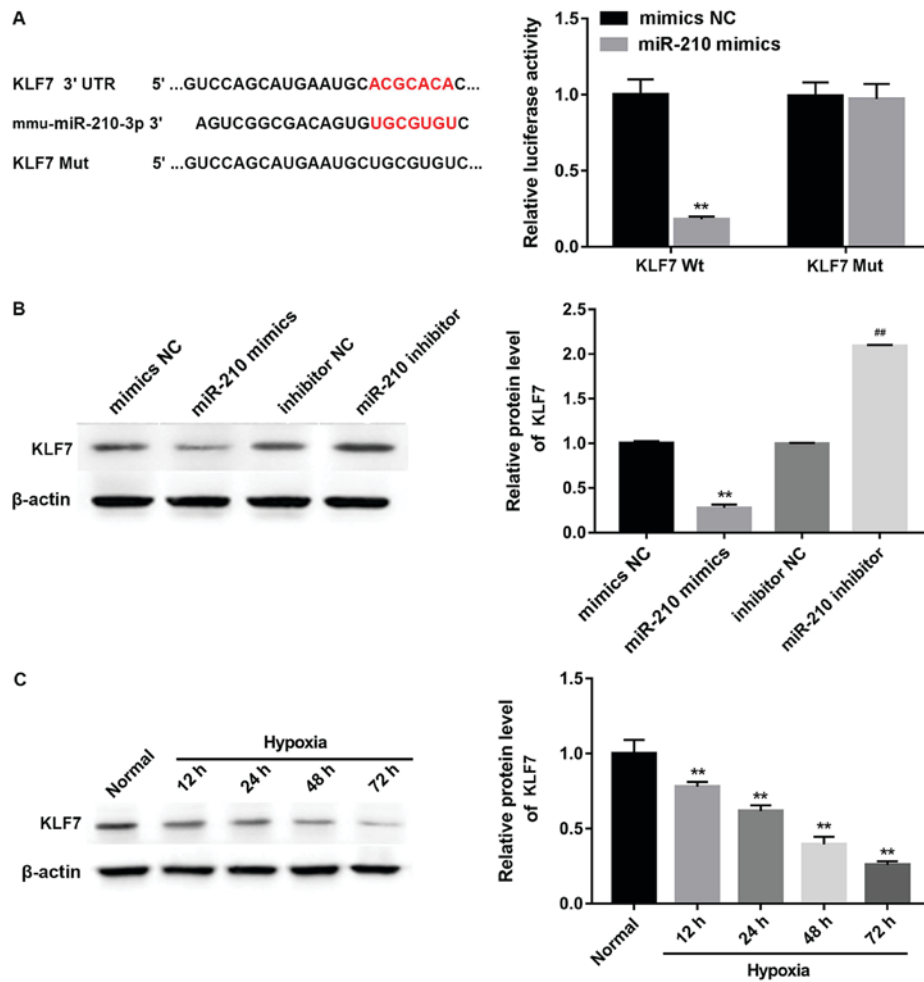 A
KLF7 3' UTR 5' ...GUCCAGCAUGAAUGCACGCACAC...
mmu-miR-210-3p 3' AGUCGGCGACAGUGUGCGUGUC
KLF7 Mut 5' ...GUCCAGCAUGAAUGCUGCGUGUC...
Relative luciferase activity
1.5
1.0
0.5
0.0
mimics NC
miR-210 mimics
**
KLF7 Wt
KLF7 Mut
B
mimics NC
miR-210 mimics
inhibitor NC
miR-210 inhibitor
KLF7
β-actin
Relative protein level
of KLF7
2.5
2.0
1.5
1.0
0.5
0.0
**
##
mimics NC
miR-210 mimics
inhibitor NC
miR-210 inhibitor
C
Hypoxia
Normal
12 h
24 h
48 h
72 h
KLF7
β-actin
Relative protein level
of KLF7
1.5
1.0
0.5
0.0
**
**
**
**
Normal
12 h
24 h
48 h
72 h
Hypoxia